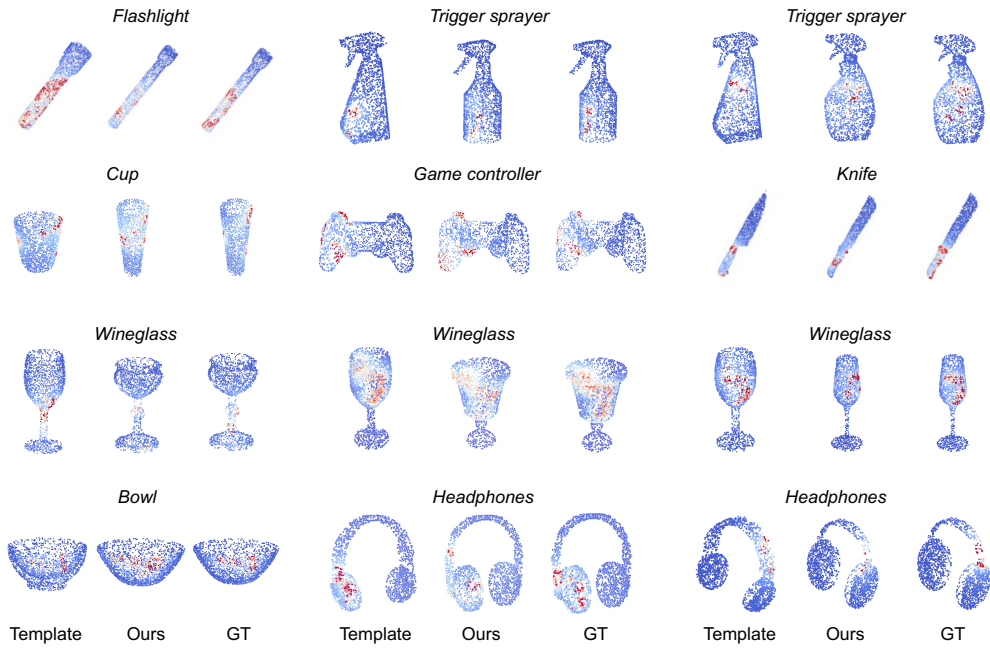 Flashlight
Trigger sprayer
Trigger sprayer
Cup
Game controller
Knife
Wineglass
Wineglass
Wineglass
Bowl
Headphones
Headphones
Template Ours GT Template Ours GT Template Ours GT